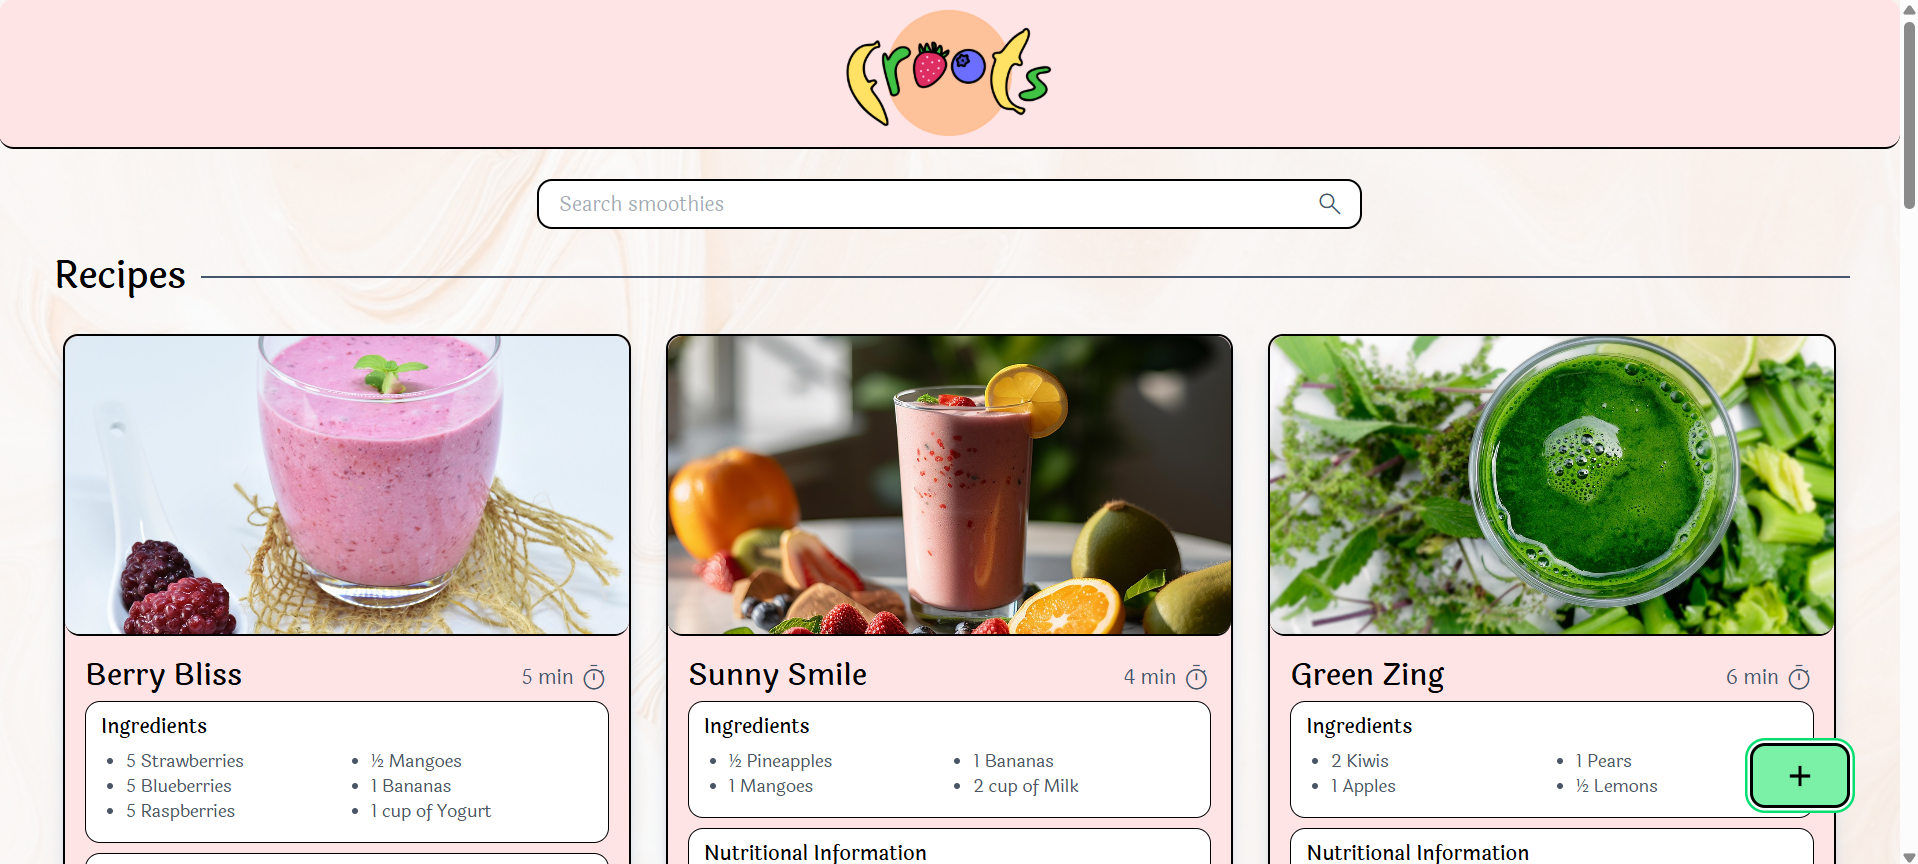 froots
Search smoothies
Recipes
Berry Bliss
5 min
Ingredients
5 Strawberries
5 Blueberries
5 Raspberries
½ Mangoes
1 Bananas
1 cup of Yogurt
Sunny Smile
4 min
Ingredients
½ Pineapples
1 Mangoes
1 Bananas
2 cup of Milk
Nutritional Information
Green Zing
6 min
Ingredients
2 Kiwis
1 Apples
1 Pears
½ Lemons
Nutritional Information
+